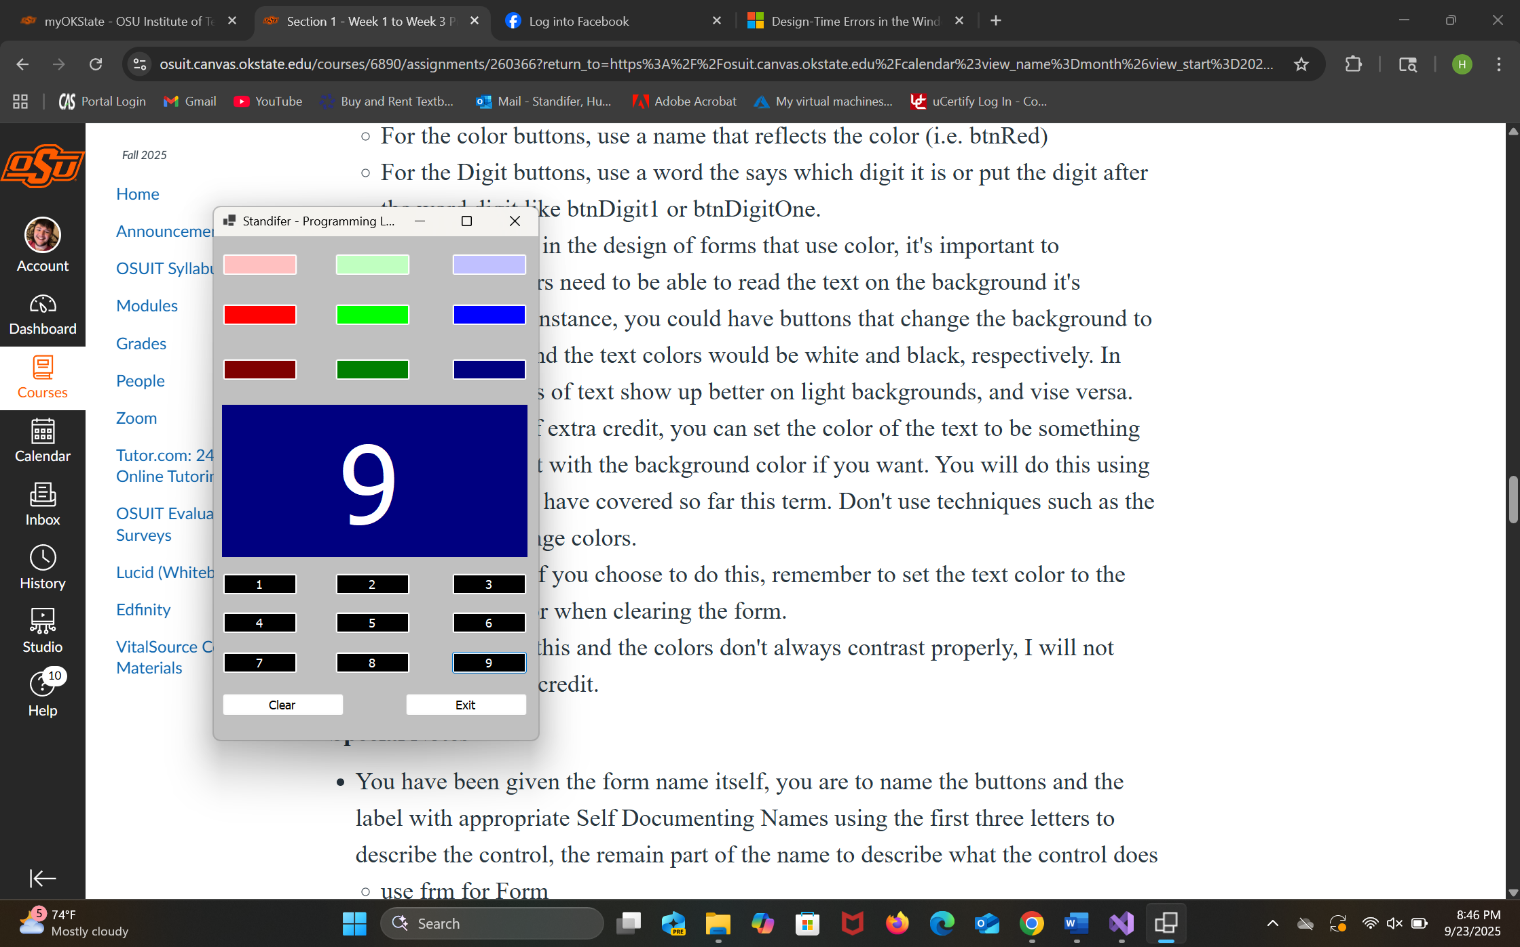 myOKState - OSU Institute of Te
Section 1 - Week 1 to Week 3 P
Log into Facebook
Design-Time Errors in the Wind
osuit.canvas.okstate.edu/courses/6890/assignments/260366?return_to=https%3A%2F%2Fosuit.canvas.okstate.edu%2Fcalendar%23view_name%3Dmonth%26view_start%3D202...
H
CAS Portal Login
Gmail
YouTube
Buy and Rent Textb...
Mail - Standifer, Hu...
Adobe Acrobat
My virtual machines...
uCertify Log In - Co...
OSU
Account
Dashboard
Courses
Calendar
Inbox
History
Studio
10
Help
Fall 2025
Home
Announcemen
OSUIT Syllabu
Modules
Grades
People
Zoom
Tutor.com: 24
Online Tutorin
OSUIT Evalua
Surveys
Lucid (Whiteb
Edfinity
VitalSource C
Materials
For the color buttons, use a name that reflects the color (i.e. btnRed)
For the Digit buttons, use a word the says which digit it is or put the digit after
the word digit like btnDigit1 or btnDigitOne.
in the design of forms that use color, it's important to
rs need to be able to read the text on the background it's
nstance, you could have buttons that change the background to
nd the text colors would be white and black, respectively. In
s of text show up better on light backgrounds, and vise versa.
f extra credit, you can set the color of the text to be something
t with the background color if you want. You will do this using
have covered so far this term. Don't use techniques such as the
nge colors.
f you choose to do this, remember to set the text color to the
r when clearing the form.
this and the colors don't always contrast properly, I will not
credit.
You have been given the form name itself, you are to name the buttons and the
label with appropriate Self Documenting Names using the first three letters to
describe the control, the remain part of the name to describe what the control does
use frm for Form
Standifer - Programming L...
9
1 2 3
4 5 6
7 8 9
Clear Exit
5
74°F
Mostly cloudy
Search
PRE
8:46 PM
9/23/2025